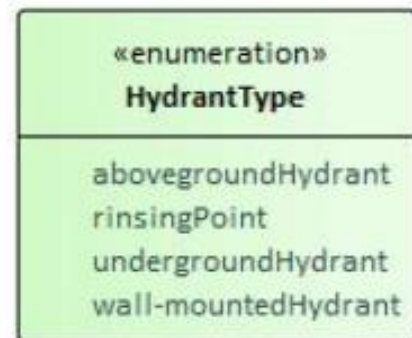 «enumeration»
HydrantType
abovegroundHydrant
rinsingPoint
undergroundHydrant
wall-mountedHydrant